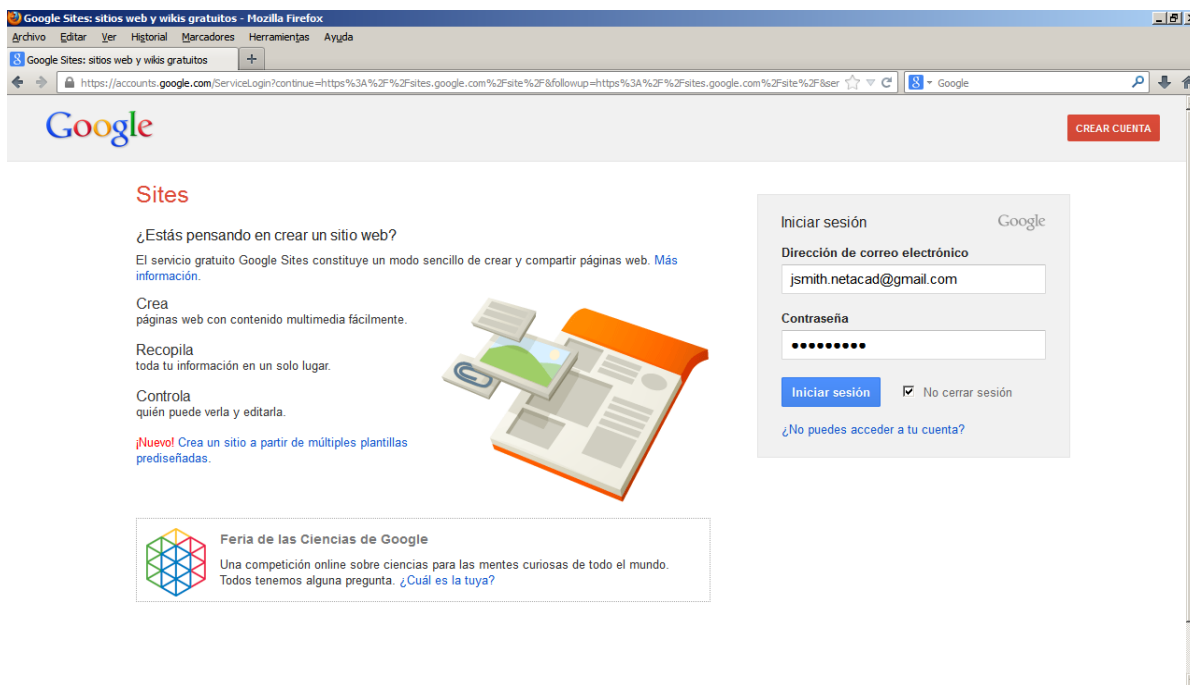 Google Sites: sitios web y wikis gratuitos - Mozilla Firefox
Archivo Editar Ver Historial Marcadores Herramientas Ayuda
Google Sites: sitios web y wikis gratuitos
https://accounts.google.com/ServiceLogin?continue=https%3A%2F%2Fsites.google.com%2Fsite%2F&followup=https%3A%2F%2Fsites.google.com%2Fsite%2F&ser
Google
Google
CREAR CUENTA
Sites
¿Estás pensando en crear un sitio web?
El servicio gratuito Google Sites constituye un modo sencillo de crear y compartir páginas web. Más
información.
Crea
páginas web con contenido multimedia fácilmente.
Recopila
toda tu información en un solo lugar.
Controla
quién puede verla y editarla.
¡Nuevo! Crea un sitio a partir de múltiples plantillas
prediseñadas.
Iniciar sesión Google
Dirección de correo electrónico
jsmith.netacad@gmail.com
Contraseña
●●●●●●●●●
Iniciar sesión No cerrar sesión
¿No puedes acceder a tu cuenta?
Feria de las Ciencias de Google
Una competición online sobre ciencias para las mentes curiosas de todo el mundo.
Todos tenemos alguna pregunta. ¿Cuál es la tuya?